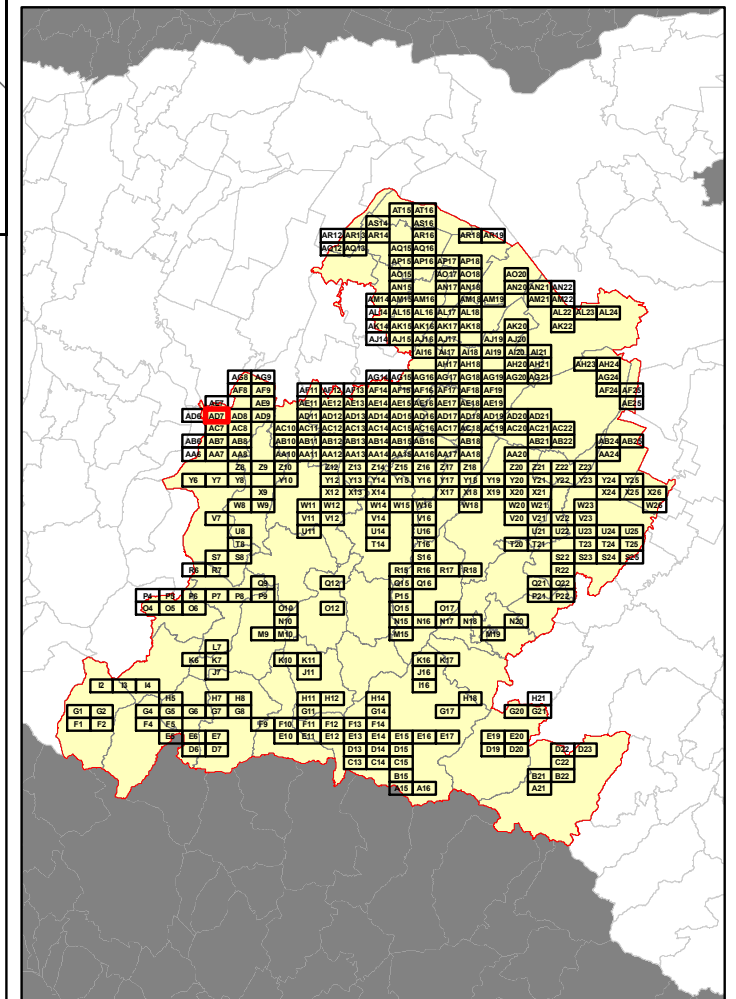 AT15 AT16
AS14 AS16
AR12 AR13 AR14 AR16 AR18 AR19
AQ12 AQ13 AQ15 AQ16
AP15 AP16 AP17 AP18
AO15 AO17 AO18 AO20
AN15 AN17 AN18 AN20 AN21 AN22
AM14 AM15 AM16 AM18 AM19 AM21 AM22
AL14 AL15 AL16 AL17 AL18 AL22 AL23 AL24
AK14 AK15 AK16 AK17 AK18 AK20 AK22
AJ14 AJ15 AJ16 AJ17 AJ19 AJ20
AI16 AI17 AI18 AI19 AI20 AI21
AH17 AH18 AH20 AH21 AH23 AH24
AG8 AG9 AG14 AG15 AG16 AG17 AG18 AG19 AG20 AG21 AG24
AF8 AF9 AF11 AF12 AF13 AF14 AF15 AF16 AF17 AF18 AF19 AF24 AF25
AE7 AE9 AE11 AE12 AE13 AE14 AE15 AE16 AE17 AE18 AE19 AE25
AD6 AD7 AD8 AD9 AD11 AD12 AD13 AD14 AD15 AD16 AD17 AD18 AD19 AD20 AD21
AC7 AC8 AC10 AC11 AC12 AC13 AC14 AC15 AC16 AC17 AC18 AC19 AC20 AC21 AC22
AB6 AB7 AB8 AB10 AB11 AB12 AB13 AB14 AB15 AB16 AB17 AB18 AB21 AB22 AB24 AB25
AA6 AA7 AA8 AA10 AA11 AA12 AA13 AA14 AA15 AA16 AA17 AA18 AA20 AA24
Z8 Z9 Z10 Z12 Z13 Z14 Z15 Z16 Z17 Z18 Z20 Z21 Z22 Z23
Y6 Y7 Y8 Y10 Y12 Y13 Y14 Y15 Y16 Y17 Y18 Y19 Y20 Y21 Y22 Y23 Y24 Y25
X9 X12 X13 X14 X17 X18 X19 X20 X21 X24 X25 X26
W8 W9 W11 W12 W14 W15 W16 W18 W20 W21 W23 W26
V7 V11 V12 V14 V16 V20 V21 V22 V23
U8 U11 U14 U16 U21 U22 U23 U24 U25
T8 T14 T16 T20 T21 T23 T24 T25
S7 S8 S16 S22 S23 S24 S25
R6 R7 R15 R16 R17 R18 R22
Q9 Q12 Q15 Q16 Q21 Q22
P4 P5 P6 P7 P8 P9 P15 P21 P22
O4 O5 O6 O10 O12 O15 O17
N10 N15 N16 N17 N18 N20
M9 M10 M15 M19
L7
K6 K7 K10 K11 K16 K17
J7 J11 J16
I2 I3 I4 I16
H5 H7 H8 H11 H12 H14 H18 H21
G1 G2 G4 G5 G6 G7 G8 G11 G17 G20 G21
F1 F2 F4 F5 F9 F10 F11 F12 F13 F14
E5 E6 E7 E10 E11 E12 E13 E14 E15 E16 E17 E19 E20
D6 D7 D13 D14 D15 D19 D20 D22 D23
C13 C14 C15 C22
B15 B21 B22
A15 A16 A21